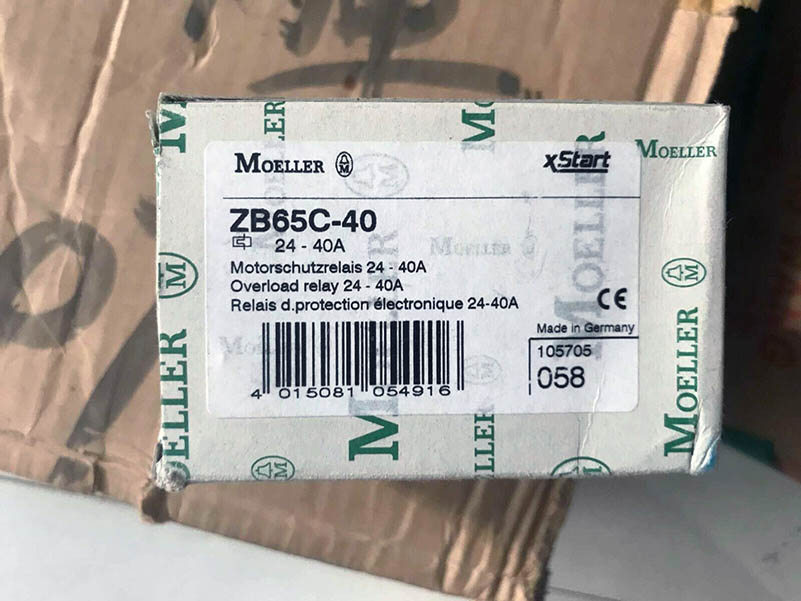 MOELLER
xStart
ZB65C-40
24 - 40A
Motorschutzrelais 24 - 40A
Overload relay 24 - 40A
Relais d.protection électronique 24-40A
CE
Made in Germany
105705
058
4 015081 054916
MOELLER
MOELLER
MOELLER